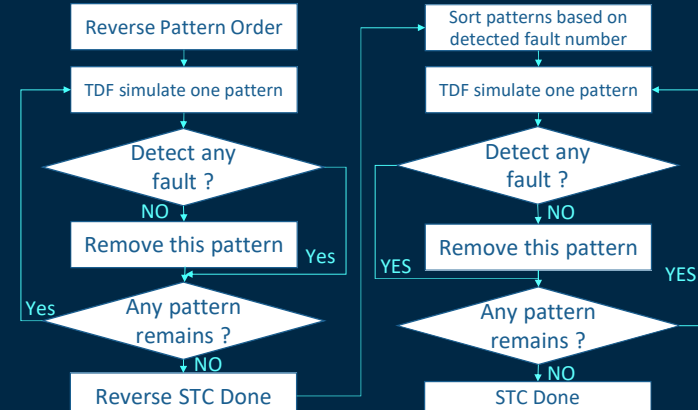 Reverse Pattern Order
TDF simulate one pattern
Detect any
fault ?
NO
Remove this pattern
Yes
Yes
Any pattern
remains ?
NO
Reverse STC Done
Sort patterns based on
detected fault number
TDF simulate one pattern
Detect any
fault ?
NO
Remove this pattern
YES
YES
Any pattern
remains ?
NO
STC Done